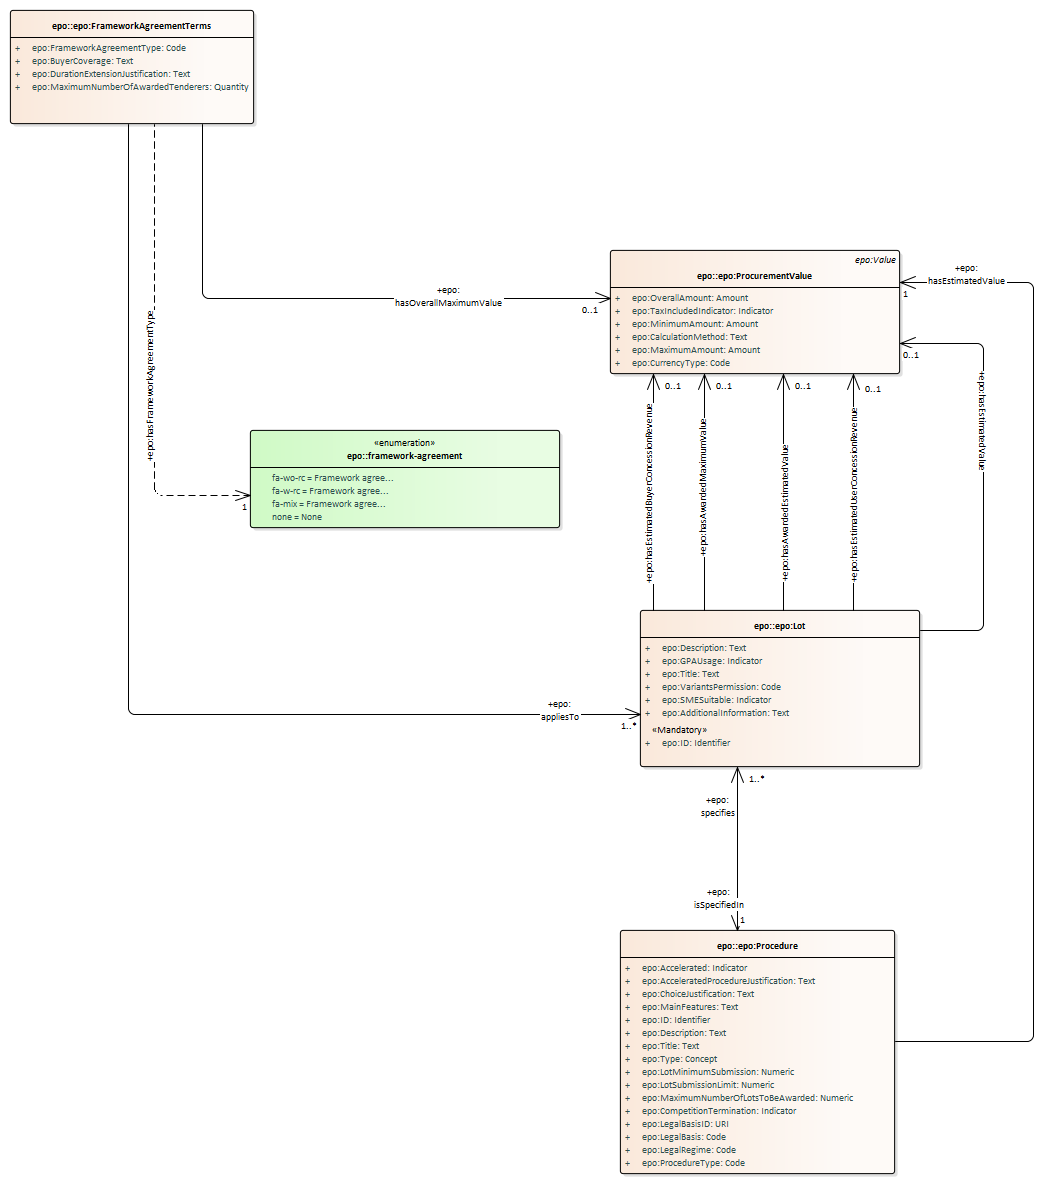 epo::epo:FrameworkAgreementTerms
+ epo:FrameworkAgreementType: Code
+ epo:BuyerCoverage: Text
+ epo:DurationExtensionJustification: Text
+ epo:MaximumNumberOfAwardedTenderers: Quantity
epo:Value
epo::epo:ProcurementValue
+ epo:OverallAmount: Amount
+ epo:TaxIncludedIndicator: Indicator
+ epo:MinimumAmount: Amount
+ epo:CalculationMethod: Text
+ epo:MaximumAmount: Amount
+ epo:CurrencyType: Code
+epo:
hasEstimatedValue
1
+epo:
hasOverallMaximumValue
0..1
+epo:hasFrameworkAgreementType
1
0..1
+epo:hasEstimatedValue
0..1
0..1
0..1
0..1
+epo:hasEstimatedBuyerConcessionRevenue
+epo:hasAwardedMaximumValue
+epo:hasAwardedEstimatedValue
+epo:hasEstimatedUserConcessionRevenue
«enumeration»
epo::framework-agreement
fa-wo-rc = Framework agree...
fa-w-rc = Framework agree...
fa-mix = Framework agree...
none = None
epo::epo:Lot
+ epo:Description: Text
+ epo:GPAUsage: Indicator
+ epo:Title: Text
+ epo:VariantsPermission: Code
+ epo:SMESuitable: Indicator
+ epo:AdditionalInformation: Text
«Mandatory»
+ epo:ID: Identifier
+epo:
appliesTo
1..*
1..*
+epo:
specifies
+epo:
isSpecifiedIn
1
epo::epo:Procedure
+ epo:Accelerated: Indicator
+ epo:AcceleratedProcedureJustification: Text
+ epo:ChoiceJustification: Text
+ epo:MainFeatures: Text
+ epo:ID: Identifier
+ epo:Description: Text
+ epo:Title: Text
+ epo:Type: Concept
+ epo:LotMinimumSubmission: Numeric
+ epo:LotSubmissionLimit: Numeric
+ epo:MaximumNumberOfLotsToBeAwarded: Numeric
+ epo:CompetitionTermination: Indicator
+ epo:LegalBasisID: URI
+ epo:LegalBasis: Code
+ epo:LegalRegime: Code
+ epo:ProcedureType: Code